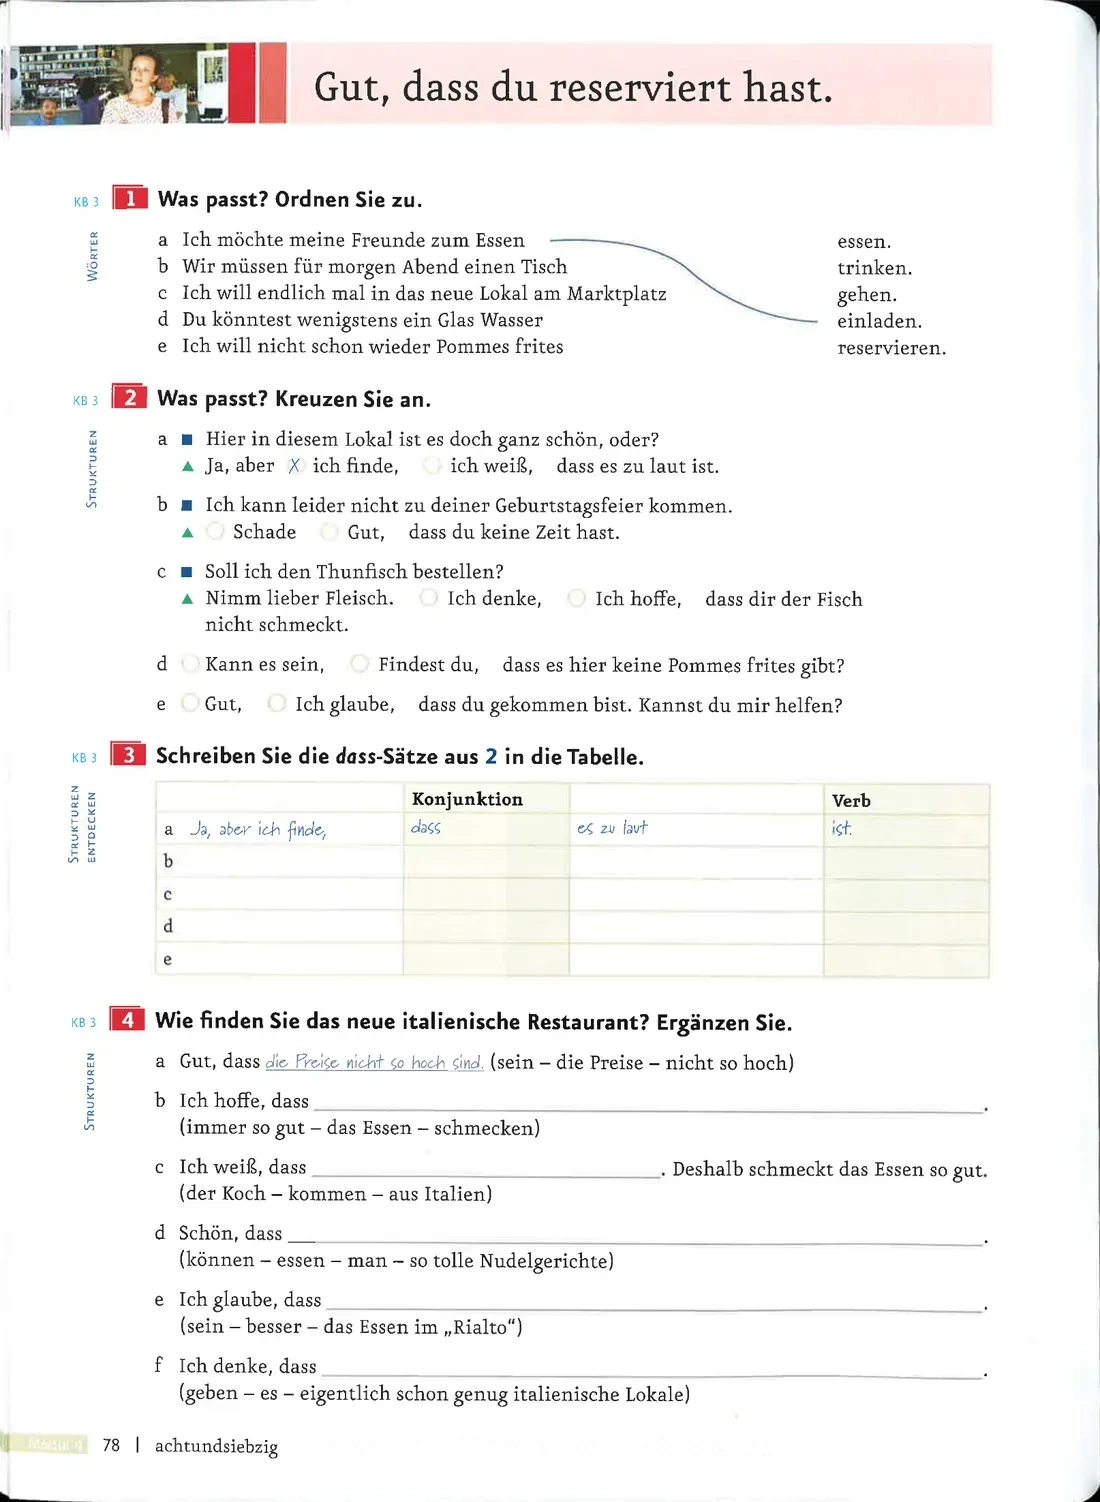 Gut, dass du reserviert hast.
KB 3 1 Was passt? Ordnen Sie zu.
WÖRTER
a Ich möchte meine Freunde zum Essen essen.
b Wir müssen für morgen Abend einen Tisch trinken.
c Ich will endlich mal in das neue Lokal am Marktplatz gehen.
d Du könntest wenigstens ein Glas Wasser einladen.
e Ich will nicht schon wieder Pommes frites reservieren.
KB 3 2 Was passt? Kreuzen Sie an.
STRUKTUREN
a ■ Hier in diesem Lokal ist es doch ganz schön, oder?
▲ Ja, aber X ich finde, ○ ich weiß, dass es zu laut ist.
b ■ Ich kann leider nicht zu deiner Geburtstagsfeier kommen.
▲ ○ Schade ○ Gut, dass du keine Zeit hast.
c ■ Soll ich den Thunfisch bestellen?
▲ Nimm lieber Fleisch. ○ Ich denke, ○ Ich hoffe, dass dir der Fisch
nicht schmeckt.
d ○ Kann es sein, ○ Findest du, dass es hier keine Pommes frites gibt?
e ○ Gut, ○ Ich glaube, dass du gekommen bist. Kannst du mir helfen?
KB 3 3 Schreiben Sie die dass-Sätze aus 2 in die Tabelle.
STRUKTUREN
ENTDECKEN
Konjunktion Verb
a Ja, aber ich finde, dass es zu laut ist.
b
c
d
e
KB 3 4 Wie finden Sie das neue italienische Restaurant? Ergänzen Sie.
STRUKTUREN
a Gut, dass die Preise nicht so hoch sind. (sein – die Preise – nicht so hoch)
b Ich hoffe, dass ______.
(immer so gut – das Essen – schmecken)
c Ich weiß, dass ______. Deshalb schmeckt das Essen so gut.
(der Koch – kommen – aus Italien)
d Schön, dass ______.
(können – essen – man – so tolle Nudelgerichte)
e Ich glaube, dass ______.
(sein – besser – das Essen im „Rialto“)
f Ich denke, dass ______.
(geben – es – eigentlich schon genug italienische Lokale)
Modul 4 78 | achtundsiebzig